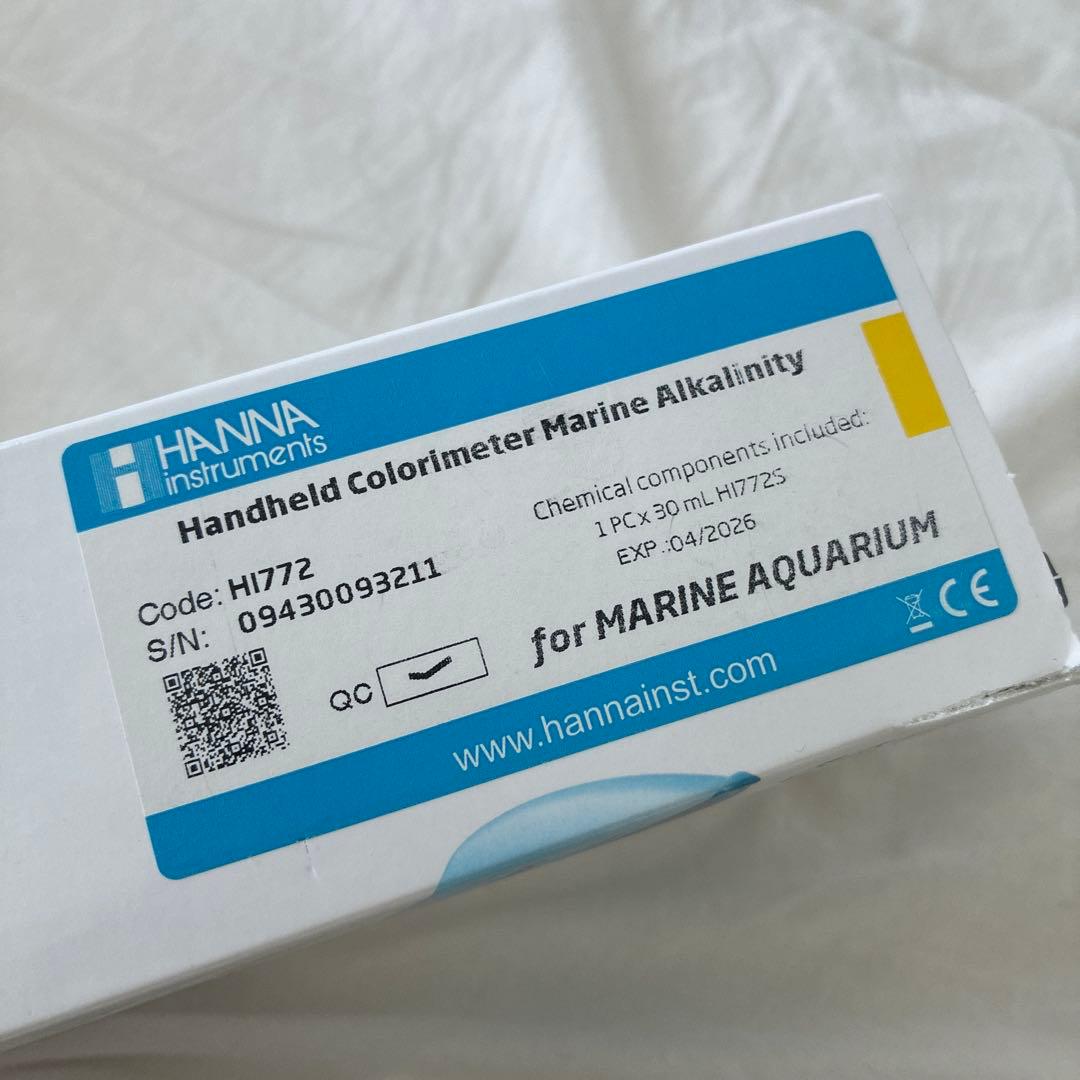 HANNA
instruments
Handheld Colorimeter Marine Alkalinity
Code: HI772
S/N: 09430093211
Chemical components included:
1 PC x 30 mL HI772S
EXP.:04/2026
QC
for MARINE AQUARIUM
CE
www.hannainst.com